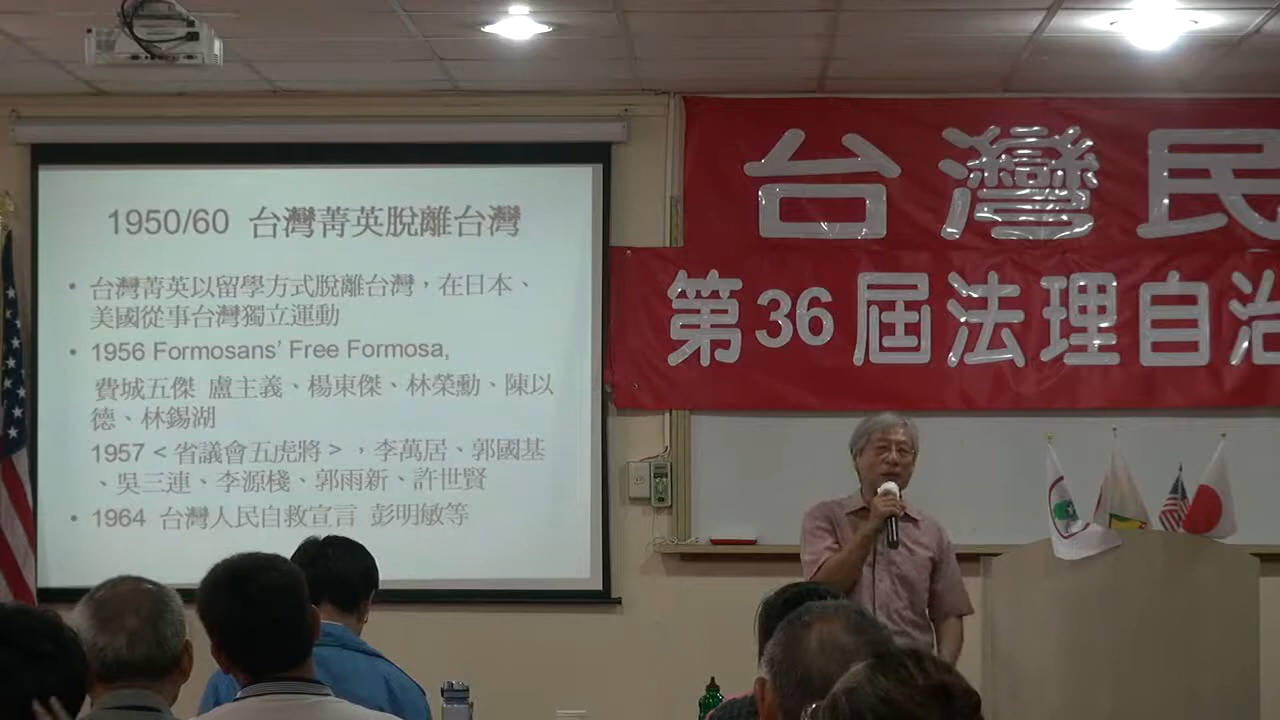 1950/60 台灣菁英脫離台灣
• 台灣菁英以留學方式脫離台灣，在日本、
美國從事台灣獨立運動
• 1956 Formosans' Free Formosa,
費城五傑 盧主義、楊東傑、林榮勳、陳以
德、林錫湖
1957 < 省議會五虎將 > ，李萬居、郭國基
、吳三連、李源棧、郭雨新、許世賢
• 1964 台灣人民自救宣言 彭明敏等
台灣民
第36屆法理自治